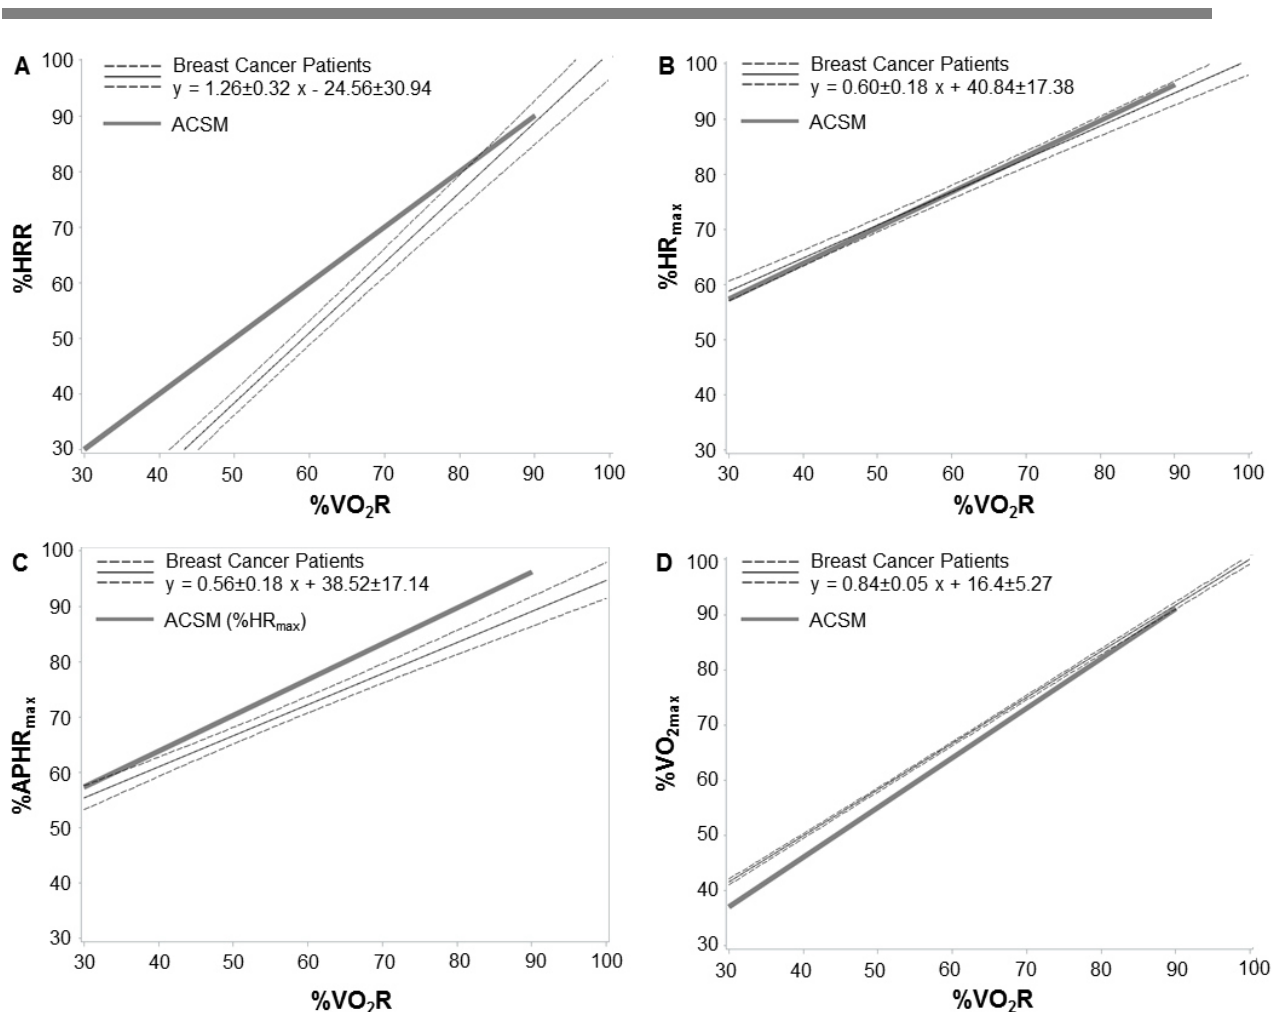 A
Breast Cancer Patients
y = 1.26±0.32 x - 24.56±30.94
ACSM
100
90
80
70
60
50
40
30
%HRR
30 40 50 60 70 80 90 100
%VO2R
B
Breast Cancer Patients
y = 0.60±0.18 x + 40.84±17.38
ACSM
100
90
80
70
60
50
40
30
%HRmax
30 40 50 60 70 80 90 100
%VO2R
C
Breast Cancer Patients
y = 0.56±0.18 x + 38.52±17.14
ACSM (%HRmax)
100
90
80
70
60
50
40
30
%APHRmax
30 40 50 60 70 80 90 100
%VO2R
D
Breast Cancer Patients
y = 0.84±0.05 x + 16.4±5.27
ACSM
100
90
80
70
60
50
40
30
%VO2max
30 40 50 60 70 80 90 100
%VO2R